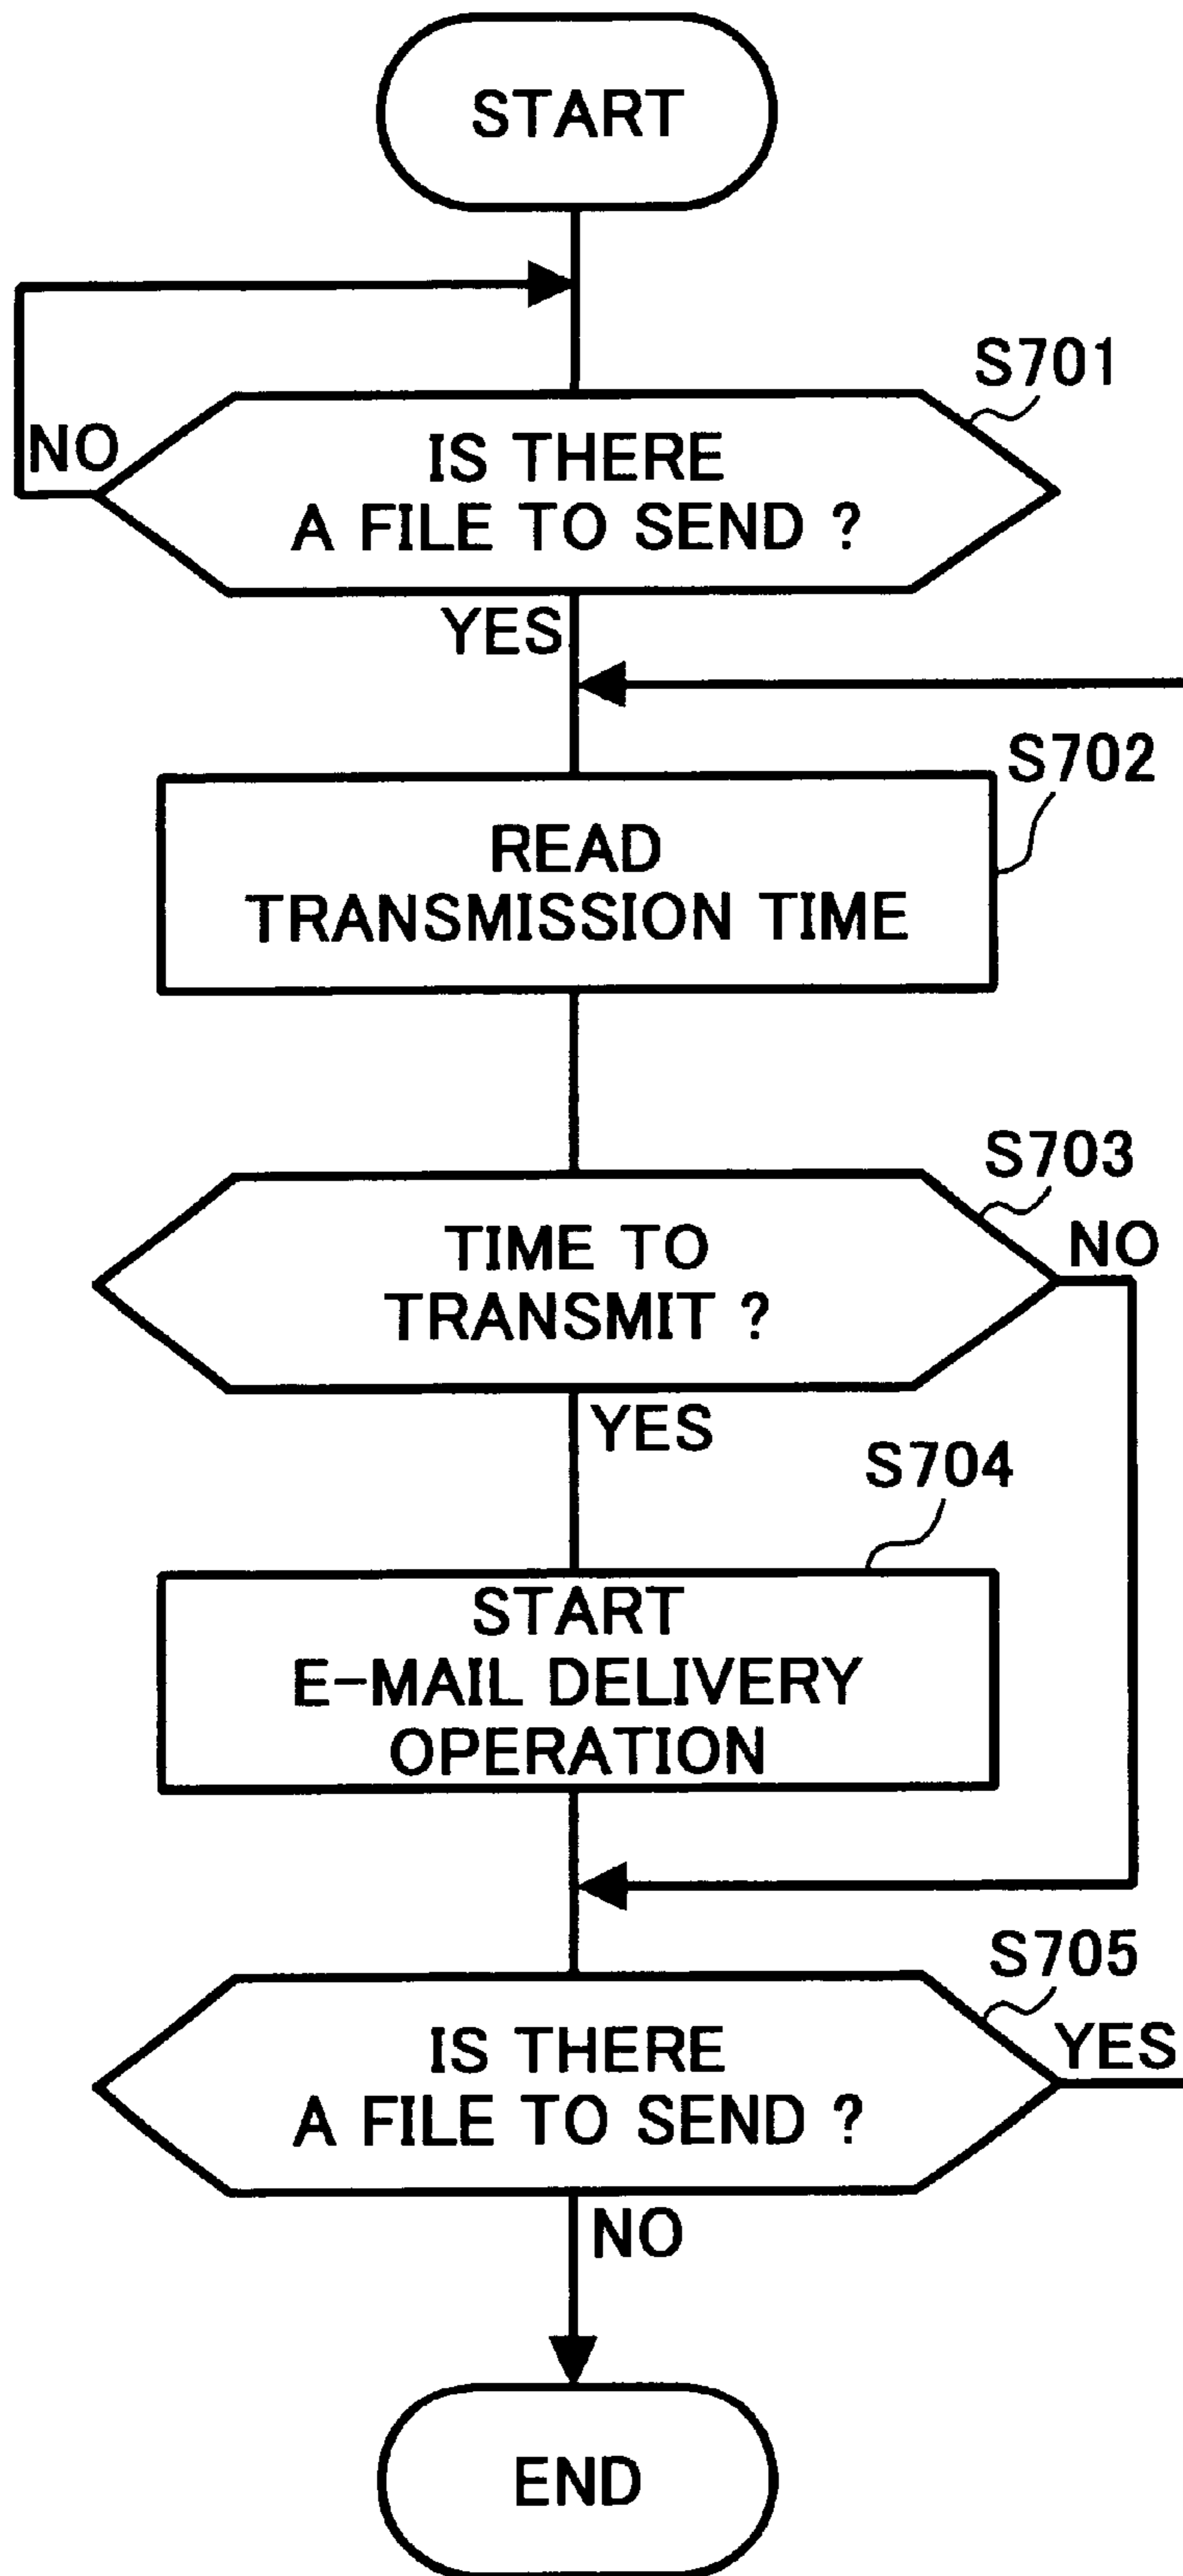 START
S701
NO
IS THERE
A FILE TO SEND ?
YES
S702
READ
TRANSMISSION TIME
S703
TIME TO
TRANSMIT ?
NO
YES
S704
START
E-MAIL DELIVERY
OPERATION
S705
IS THERE
A FILE TO SEND ?
YES
NO
END